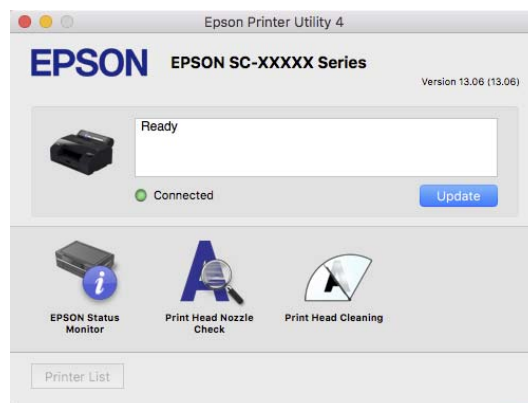 Epson Printer Utility 4
EPSON
EPSON SC-XXXXX Series
Version 13.06 (13.06)
Ready
Connected
Update
EPSON Status
Monitor
Print Head Nozzle
Check
Print Head Cleaning
Printer List